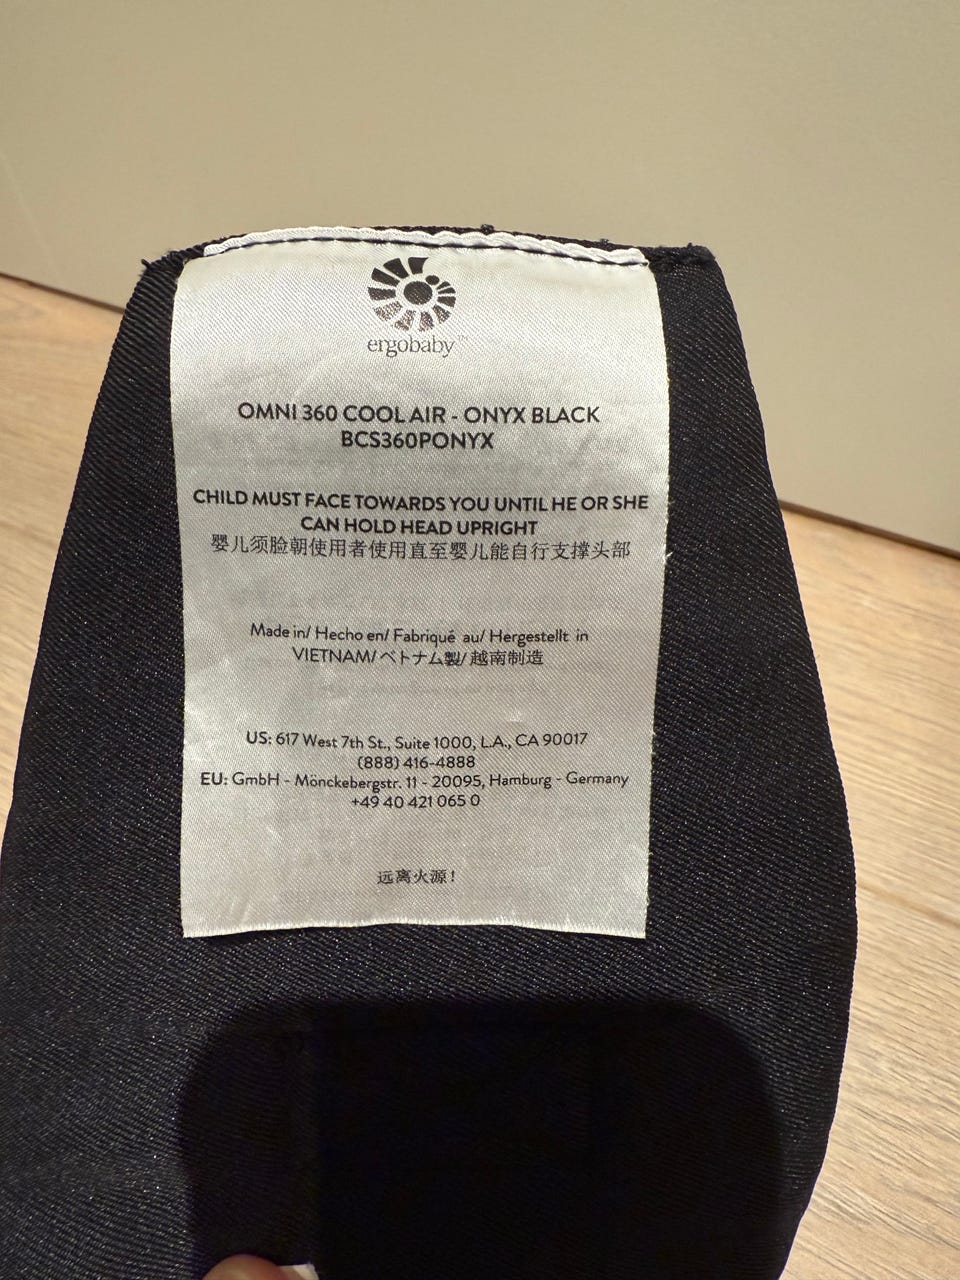 ergobaby™
OMNI 360 COOL AIR - ONYX BLACK
BCS360PONYX
CHILD MUST FACE TOWARDS YOU UNTIL HE OR SHE
CAN HOLD HEAD UPRIGHT
婴儿须脸朝使用者使用直至婴儿能自行支撑头部
Made in/ Hecho en/ Fabriqué au/ Hergestellt in
VIETNAM/ベトナム製/越南制造
US: 617 West 7th St., Suite 1000, L.A., CA 90017
(888) 416-4888
EU: GmbH - Mönckebergstr. 11 - 20095, Hamburg - Germany
+49 40 421 065 0
远离火源！